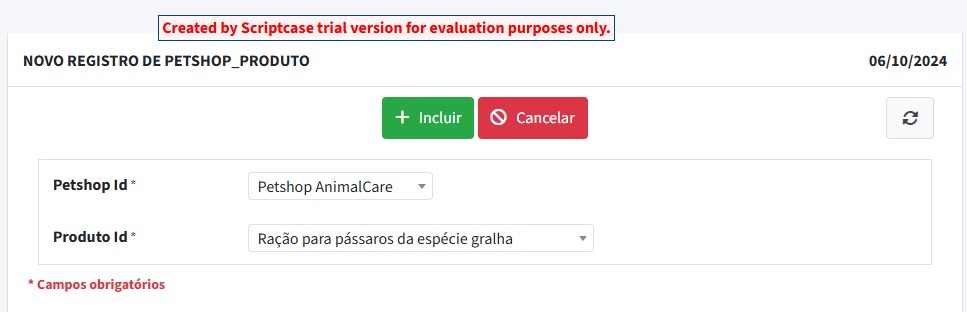 Created by Scriptcase trial version for evaluation purposes only.
NOVO REGISTRO DE PETSHOP_PRODUTO 06/10/2024
Incluir Cancelar
Petshop Id * Petshop AnimalCare
Produto Id * Ração para pássaros da espécie gralha
* Campos obrigatórios